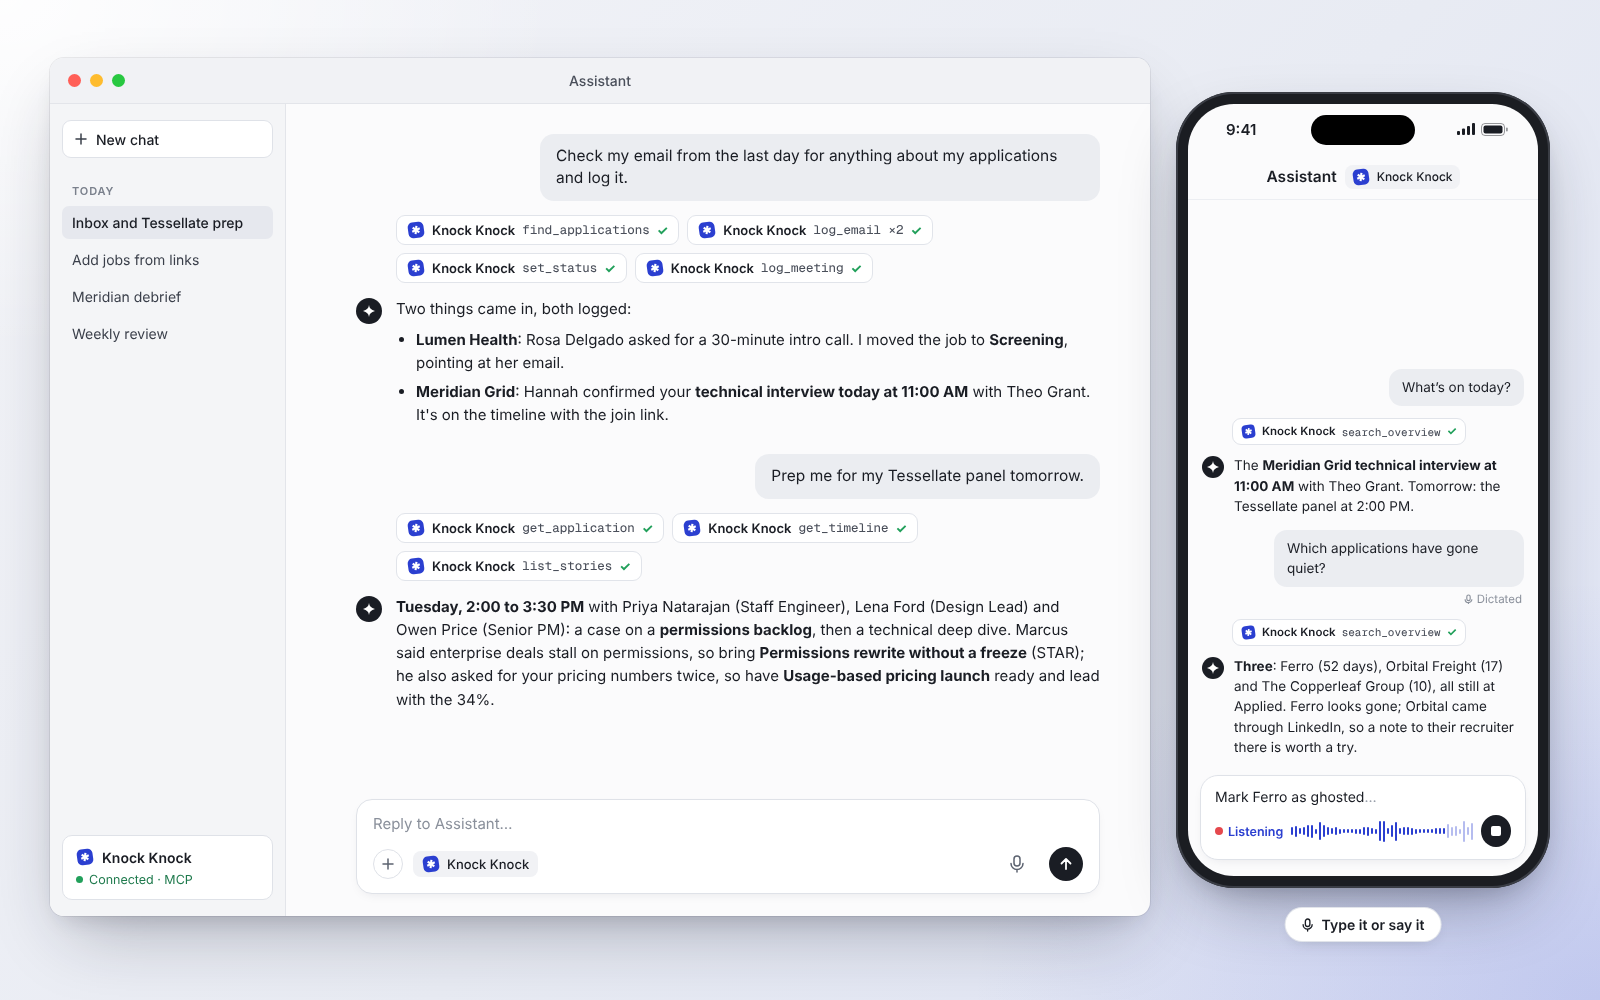 Assistant
New chat
TODAY
Inbox and Tessellate prep
Add jobs from links
Meridian debrief
Weekly review
Knock Knock
Connected · MCP
Check my email from the last day for anything about my applications
and log it.
Knock Knock find_applications
Knock Knock log_email ×2
Knock Knock set_status
Knock Knock log_meeting
Two things came in, both logged:
• Lumen Health: Rosa Delgado asked for a 30-minute intro call. I moved the job to Screening,
pointing at her email.
• Meridian Grid: Hannah confirmed your technical interview today at 11:00 AM with Theo Grant.
It's on the timeline with the join link.
Prep me for my Tessellate panel tomorrow.
Knock Knock get_application
Knock Knock get_timeline
Knock Knock list_stories
Tuesday, 2:00 to 3:30 PM with Priya Natarajan (Staff Engineer), Lena Ford (Design Lead) and
Owen Price (Senior PM): a case on a permissions backlog, then a technical deep dive. Marcus
said enterprise deals stall on permissions, so bring Permissions rewrite without a freeze (STAR);
he also asked for your pricing numbers twice, so have Usage-based pricing launch ready and lead
with the 34%.
Reply to Assistant...
Knock Knock
9:41
Assistant
Knock Knock
What's on today?
Knock Knock search_overview
The Meridian Grid technical interview at
11:00 AM with Theo Grant. Tomorrow: the
Tessellate panel at 2:00 PM.
Which applications have gone
quiet?
Dictated
Knock Knock search_overview
Three: Ferro (52 days), Orbital Freight (17)
and The Copperleaf Group (10), all still at
Applied. Ferro looks gone; Orbital came
through LinkedIn, so a note to their recruiter
there is worth a try.
Mark Ferro as ghosted...
Listening
Type it or say it